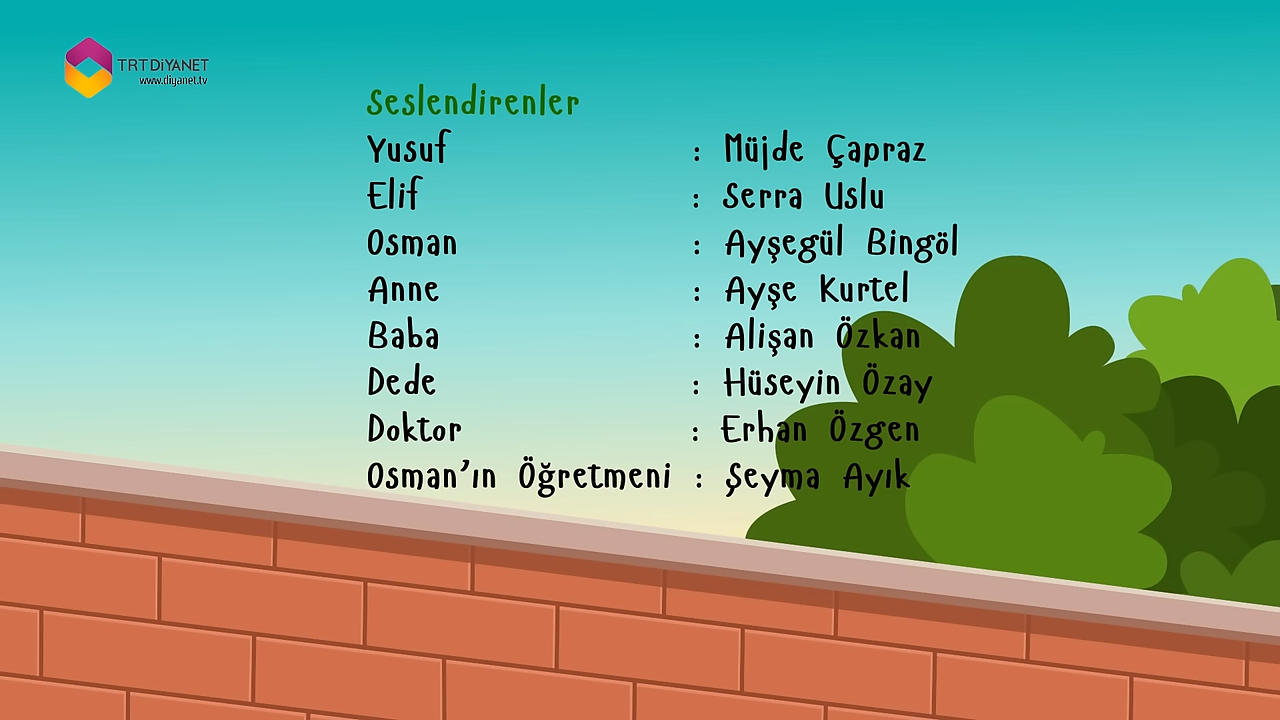 TRT DİYANET
www.diyanet.tv
Seslendirenler
Yusuf : Müjde Çapraz
Elif : Serra Uslu
Osman : Ayşegül Bingöl
Anne : Ayşe Kurtel
Baba : Alişan Özkan
Dede : Hüseyin Özay
Doktor : Erhan Özgen
Osman'ın Öğretmeni : Şeyma Ayık